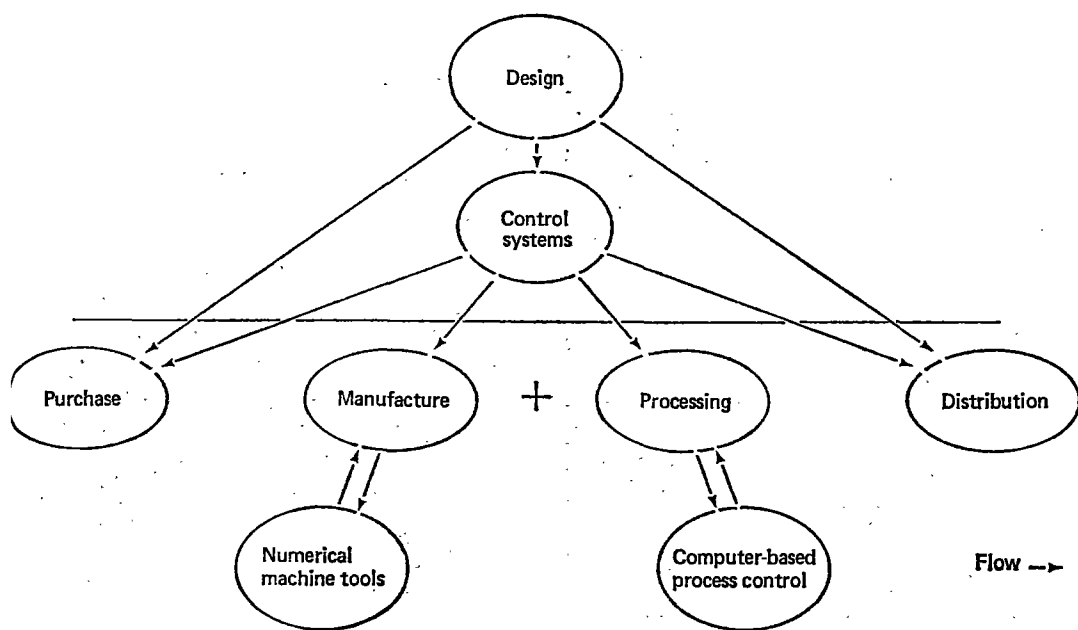 Design
Control
systems
Purchase
Manufacture
+
Processing
Distribution
Numerical
machine tools
Computer-based
process control
Flow